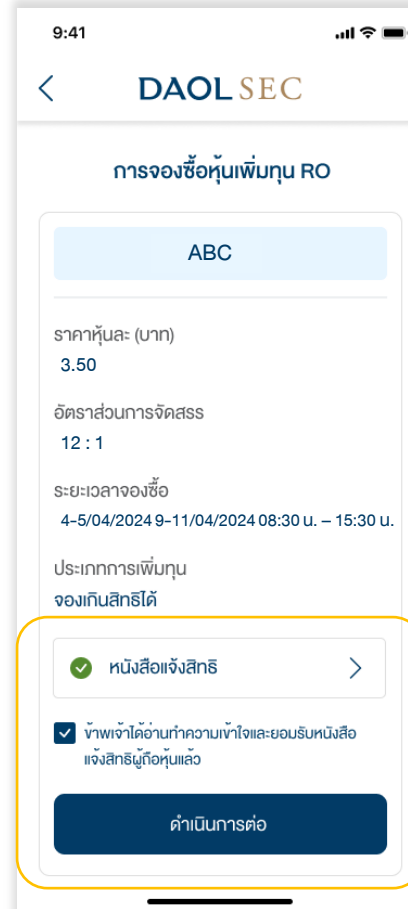 9:41
DAOL SEC
การจองซื้อหุ้นเพิ่มทุน RO
ABC
ราคาหุ้นละ (บาท)
3.50
อัตราส่วนการจัดสรร
12 : 1
ระยะเวลาจองซื้อ
4-5/04/2024 9-11/04/2024 08:30 น. – 15:30 น.
ประเภทการเพิ่มทุน
จองเกินสิทธิได้
หนังสือแจ้งสิทธิ
ข้าพเจ้าได้อ่านทำความเข้าใจและยอมรับหนังสือ
แจ้งสิทธิผู้ถือหุ้นแล้ว
ดำเนินการต่อ